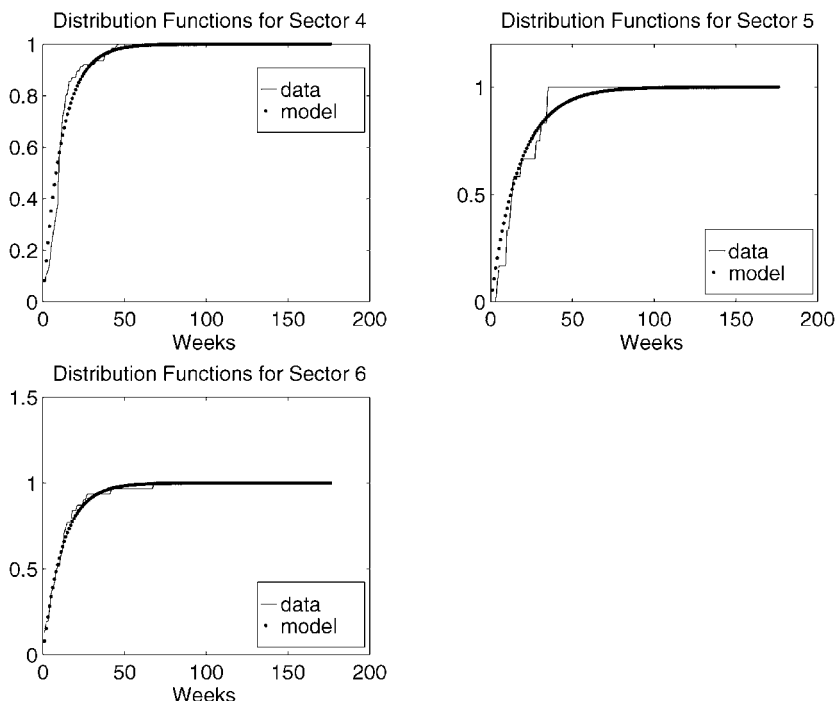 Distribution Functions for Sector 4
1
0.8
0.6
0.4
0.2
0
0 50 100 150 200
Weeks
data
model
Distribution Functions for Sector 5
1
0.5
0
0 50 100 150 200
Weeks
data
model
Distribution Functions for Sector 6
1.5
1
0.5
0
0 50 100 150 200
Weeks
data
model